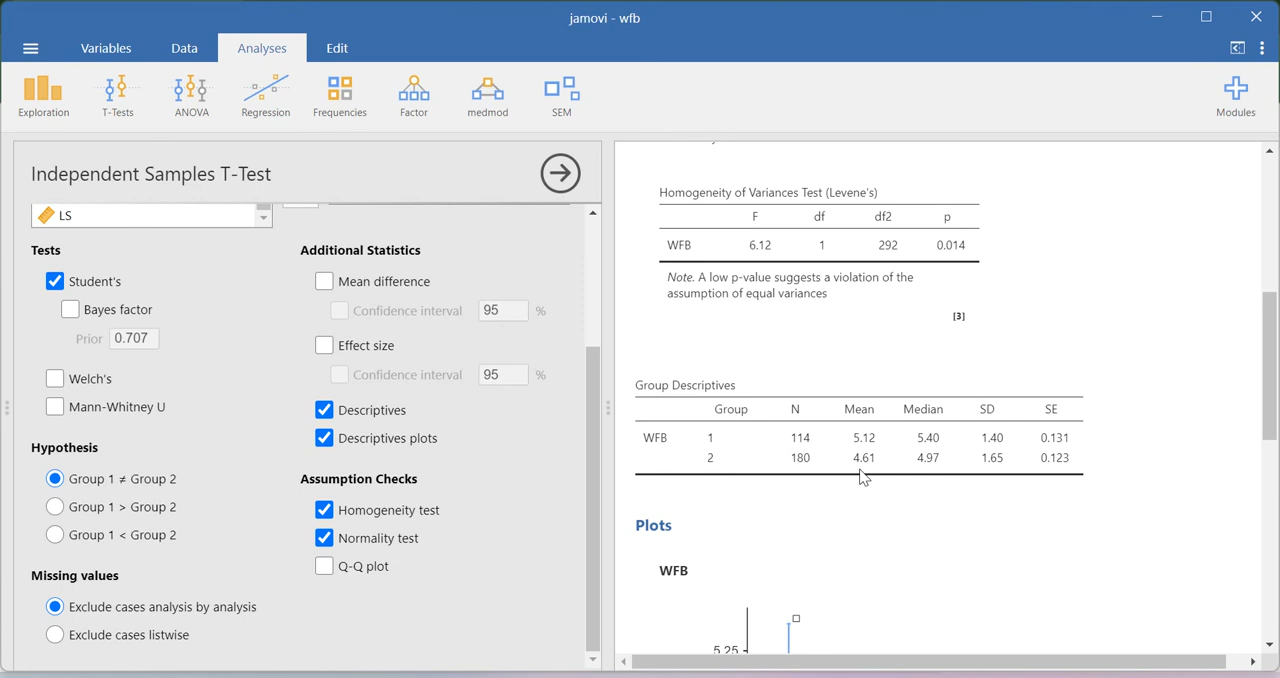 jamovi - wfb
Variables Data Analyses Edit
Exploration T-Tests ANOVA Regression Frequencies Factor medmod SEM Modules
Independent Samples T-Test
LS
Tests
Student's
Bayes factor
Prior 0.707
Welch's
Mann-Whitney U
Hypothesis
Group 1 ≠ Group 2
Group 1 > Group 2
Group 1 < Group 2
Missing values
Exclude cases analysis by analysis
Exclude cases listwise
Additional Statistics
Mean difference
Confidence interval 95 %
Effect size
Confidence interval 95 %
Descriptives
Descriptives plots
Assumption Checks
Homogeneity test
Normality test
Q-Q plot
Homogeneity of Variances Test (Levene's)
F df df2 p
WFB 6.12 1 292 0.014
Note. A low p-value suggests a violation of the
assumption of equal variances
[3]
Group Descriptives
Group N Mean Median SD SE
WFB 1 114 5.12 5.40 1.40 0.131
2 180 4.61 4.97 1.65 0.123
Plots
WFB
5.25